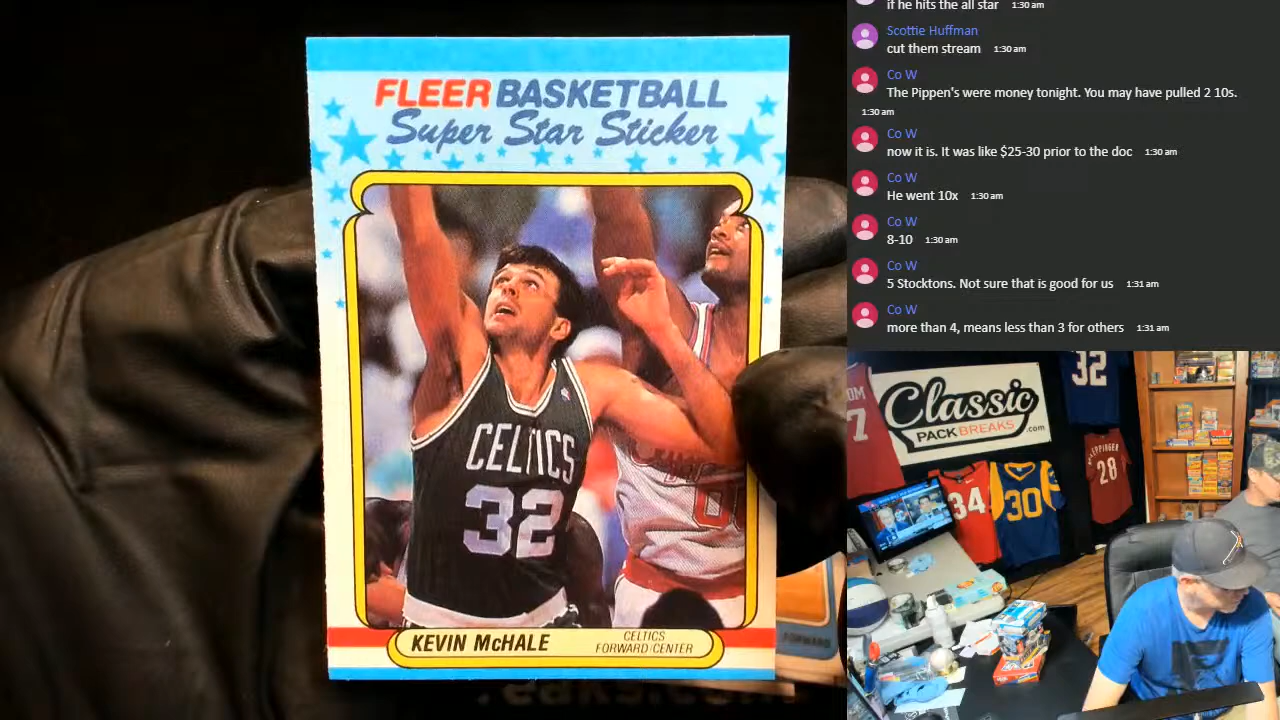 FLEER BASKETBALL
Super Star Sticker
CELTICS
32
KEVIN McHALE
CELTICS
FORWARD/CENTER
FORWARD
if he hits the all star 1:30 am
Scottie Huffman
cut them stream 1:30 am
Co W
The Pippen's were money tonight. You may have pulled 2 10s.
1:30 am
Co W
now it is. It was like $25-30 prior to the doc 1:30 am
Co W
He went 10x 1:30 am
Co W
8-10 1:30 am
Co W
5 Stocktons. Not sure that is good for us 1:31 am
Co W
more than 4, means less than 3 for others 1:31 am
32
Classic
PACK BREAKS
.com
7
34
30
28